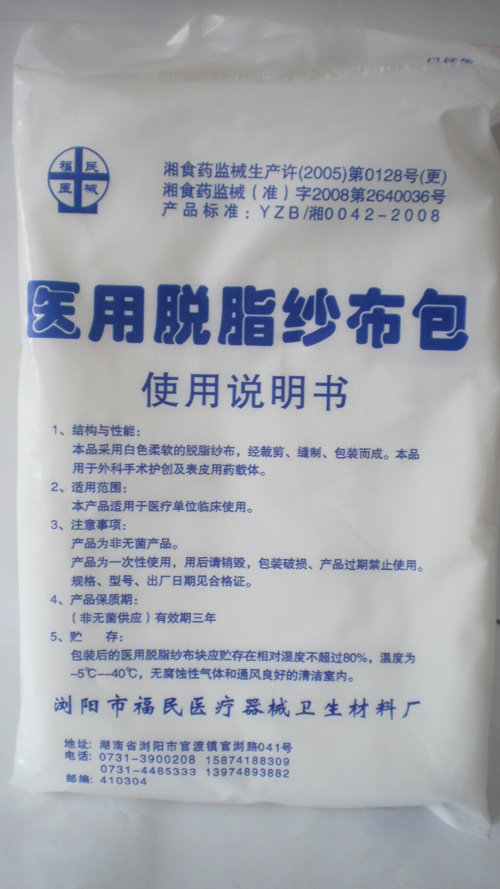 福民
医械
湘食药监械生产许(2005)第0128号(更)
湘食药监械(准)字2008第2640036号
产品标准:YZB/湘0042-2008
医用脱脂纱布包
使用说明书
1、结构与性能:
本品采用白色柔软的脱脂纱布,经裁剪、缝制、包装而成。本品
用于外科手术护创及表皮用药载体。
2、适用范围:
本产品适用于医疗单位临床使用。
3、注意事项:
产品为非无菌产品。
产品为一次性使用,用后请销毁,包装破损、产品过期禁止使用。
规格、型号、出厂日期见合格证。
4、产品保质期:
(非无菌供应)有效期三年
5、贮 存:
包装后的医用脱脂纱布块应贮存在相对湿度不超过80%,温度为
-5℃--40℃,无腐蚀性气体和通风良好的清洁室内。
浏阳市福民医疗器械卫生材料厂
地址:湖南省浏阳市官渡镇官浏路041号
电话:0731-3900208 15874188309
0731-4485333 13974893882
邮编:410304